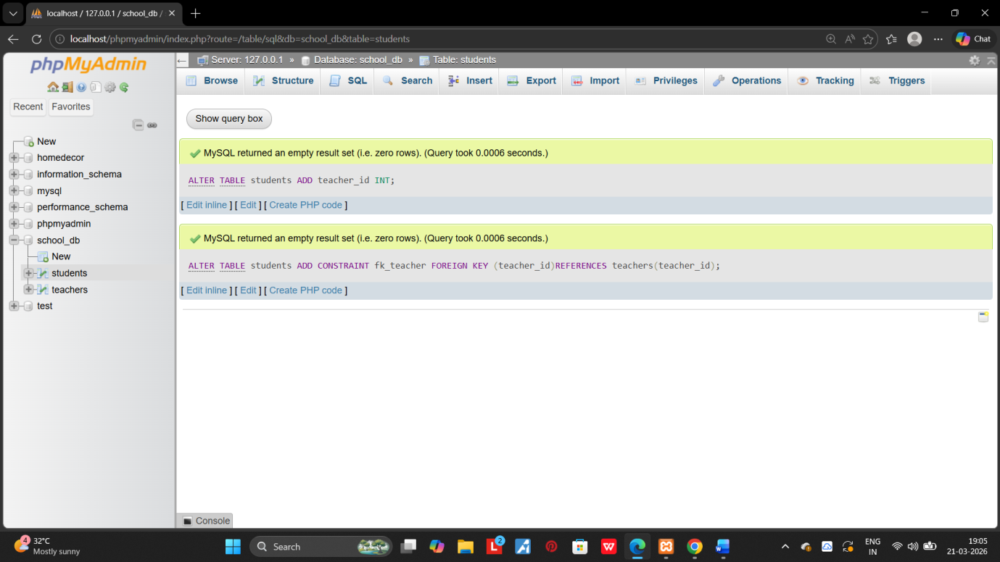 localhost / 127.0.0.1 / school_db /
localhost/phpmyadmin/index.php?route=/table/sql&db=school_db&table=students
Chat
phpMyAdmin
Recent Favorites
New
homedecor
information_schema
mysql
performance_schema
phpmyadmin
school_db
New
students
teachers
test
Server: 127.0.0.1 » Database: school_db » Table: students
Browse Structure SQL Search Insert Export Import Privileges Operations Tracking Triggers
Show query box
MySQL returned an empty result set (i.e. zero rows). (Query took 0.0006 seconds.)
ALTER TABLE students ADD teacher_id INT;
[ Edit inline ] [ Edit ] [ Create PHP code ]
MySQL returned an empty result set (i.e. zero rows). (Query took 0.0006 seconds.)
ALTER TABLE students ADD CONSTRAINT fk_teacher FOREIGN KEY (teacher_id)REFERENCES teachers(teacher_id);
[ Edit inline ] [ Edit ] [ Create PHP code ]
Console
4
32°C
Mostly sunny
Search
L 2
W
W
ENG
IN
19:05
21-03-2026